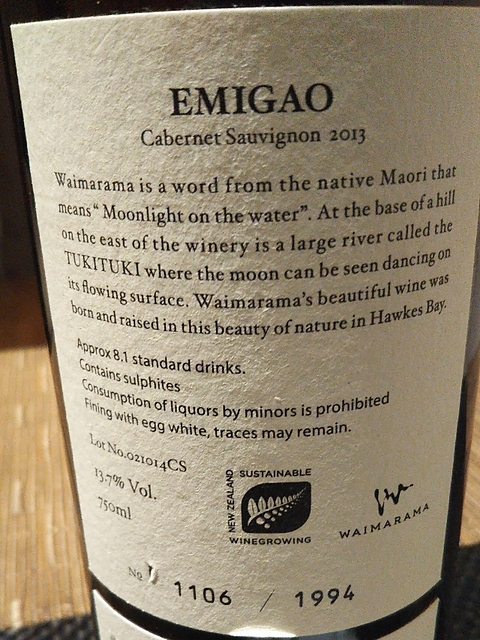 EMIGAO
Cabernet Sauvignon 2013
Waimarama is a word from the native Maori that
means “ Moonlight on the water”. At the base of a hill
on the east of the winery is a large river called the
TUKITUKI where the moon can be seen dancing on
its flowing surface. Waimarama's beautiful wine was
born and raised in this beauty of nature in Hawkes Bay.
Approx 8.1 standard drinks.
Contains sulphites
Consumption of liquors by minors is prohibited
Fining with egg white, traces may remain.
Lot No.021014CS
13.7% Vol.
750ml
NEW ZEALAND
SUSTAINABLE
WINEGROWING
WAIMARAMA
No 1106 / 1994